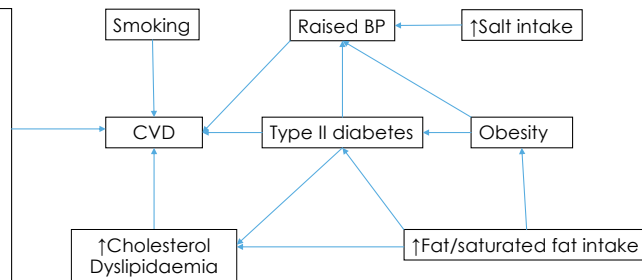 Smoking
Raised BP
↑Salt intake
CVD
Type II diabetes
Obesity
↑Cholesterol
Dyslipidaemia
↑Fat/saturated fat intake